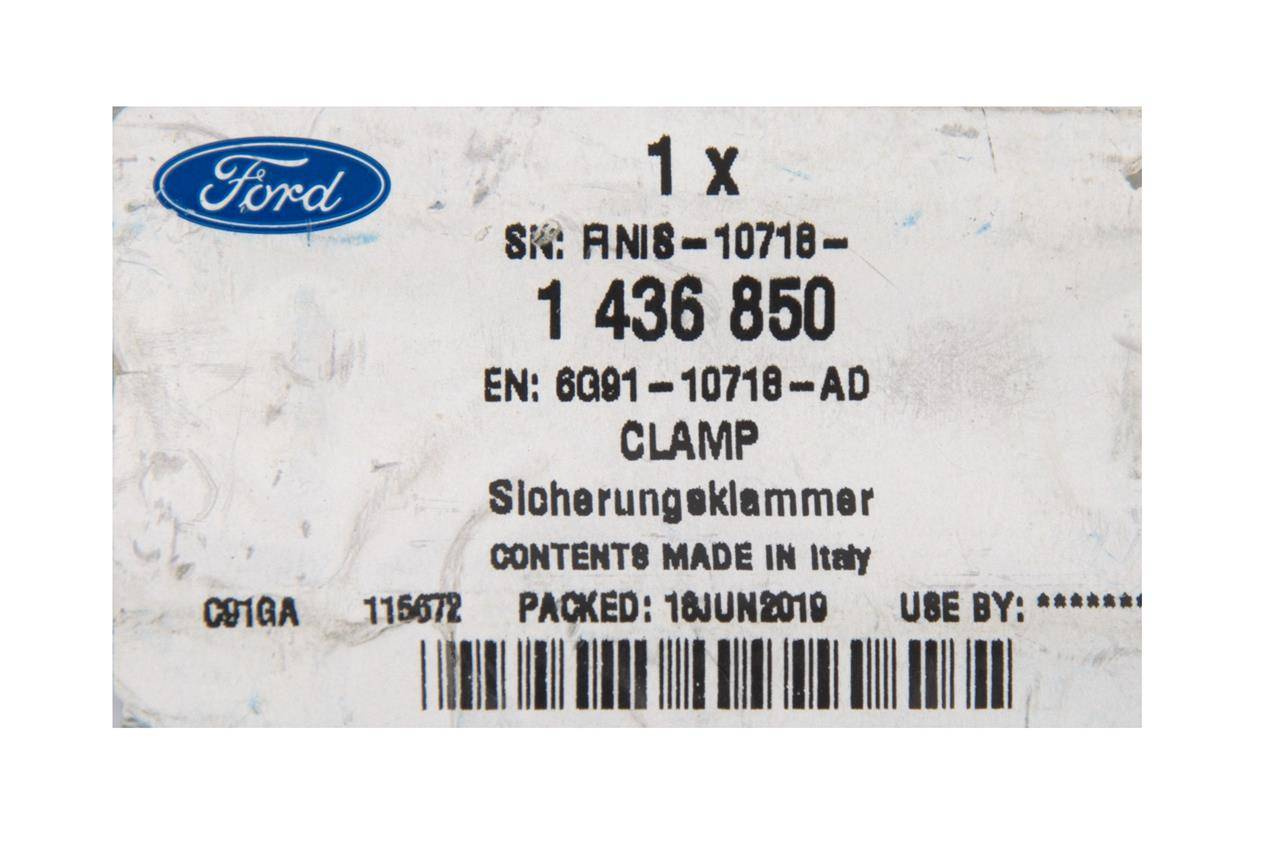 Ford
1 x
SN: FINIS-10718-
1 436 850
EN: 6G91-10718-AD
CLAMP
Sicherungsklammer
CONTENTS MADE IN Italy
C91GA 115672 PACKED: 18JUN2019 USE BY: *******